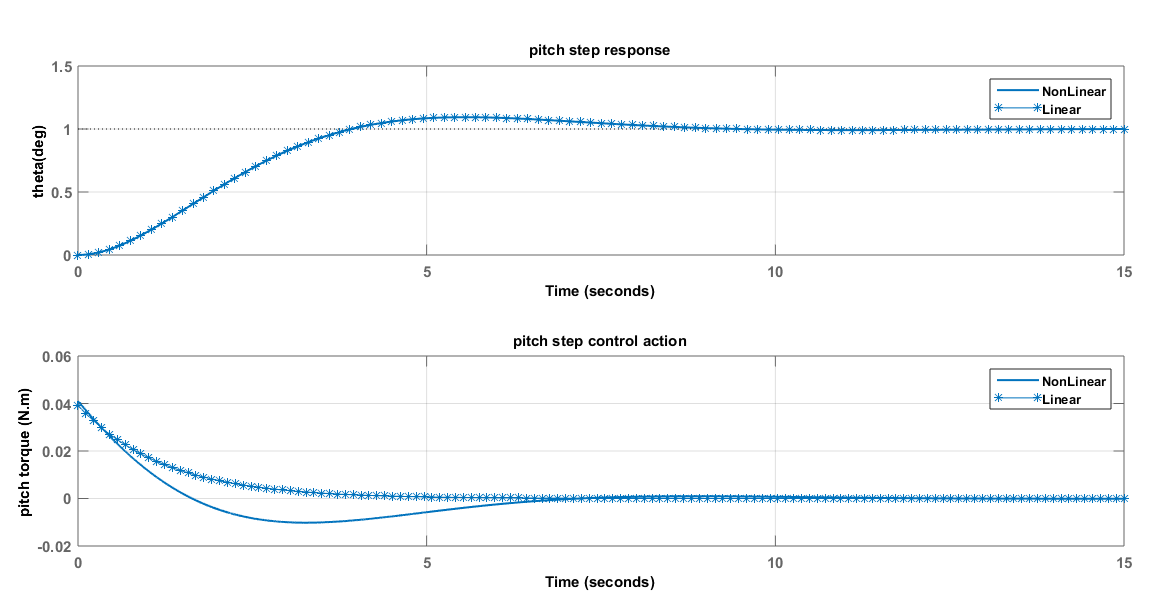 pitch step response
1.5
1
0.5
0
theta(deg)
NonLinear
Linear
0
5
10
15
Time (seconds)
pitch step control action
0.06
0.04
0.02
0
-0.02
pitch torque (N.m)
NonLinear
Linear
0
5
10
15
Time (seconds)